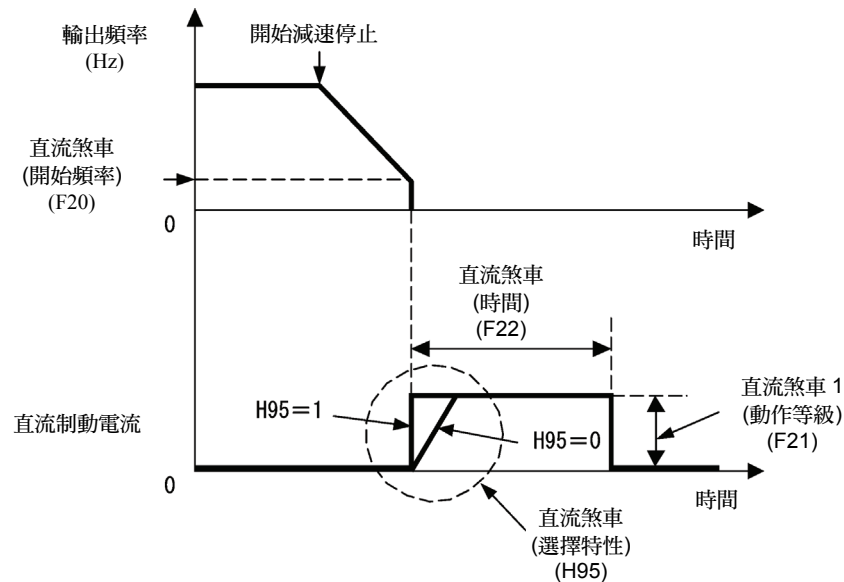 輸出頻率
(Hz)
開始減速停止
直流煞車
(開始頻率)
(F20)
0
時間
直流煞車
(時間)
(F22)
H95=1
H95=0
直流制動電流
直流煞車 1
(動作等級)
(F21)
0
時間
直流煞車
(選擇特性)
(H95)